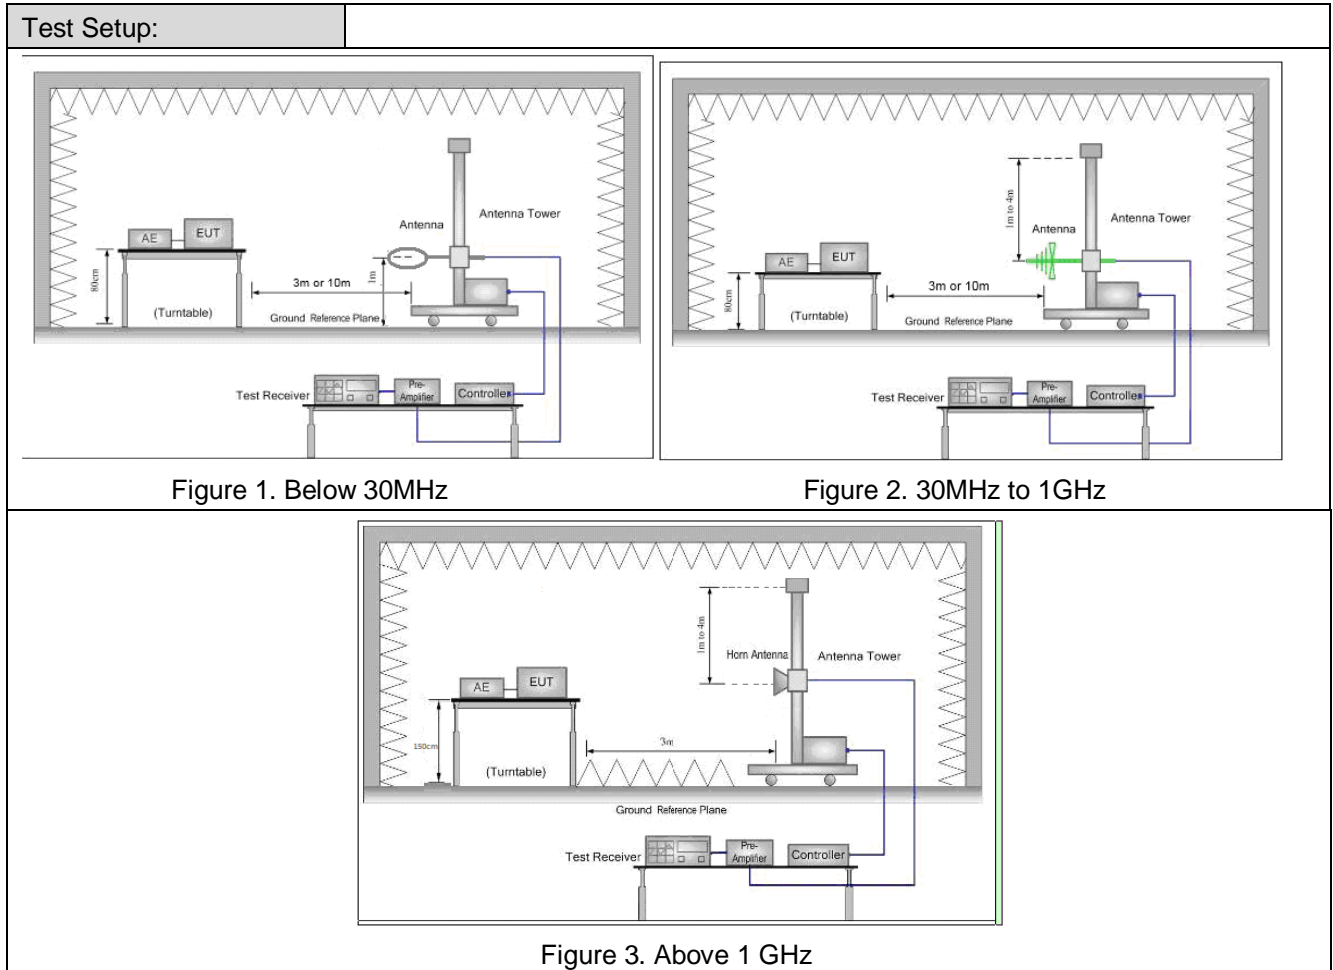 Test Setup:
1m to 4m
Antenna
Antenna Tower
AE
EUT
80cm
1m
3m or 10m
(Turntable)
Ground Reference Plane
Test Receiver
Pre-
Amplifier
Controller
Figure 1. Below 30MHz
Antenna
Antenna Tower
AE
EUT
80cm
3m or 10m
(Turntable)
Ground Reference Plane
Test Receiver
Pre-
Amplifier
Controller
Figure 2. 30MHz to 1GHz
1m to 4m
Horn Antenna
Antenna Tower
AE
EUT
150cm
3m
(Turntable)
Ground Reference Plane
Test Receiver
Pre-
Amplifier
Controller
Figure 3. Above 1 GHz